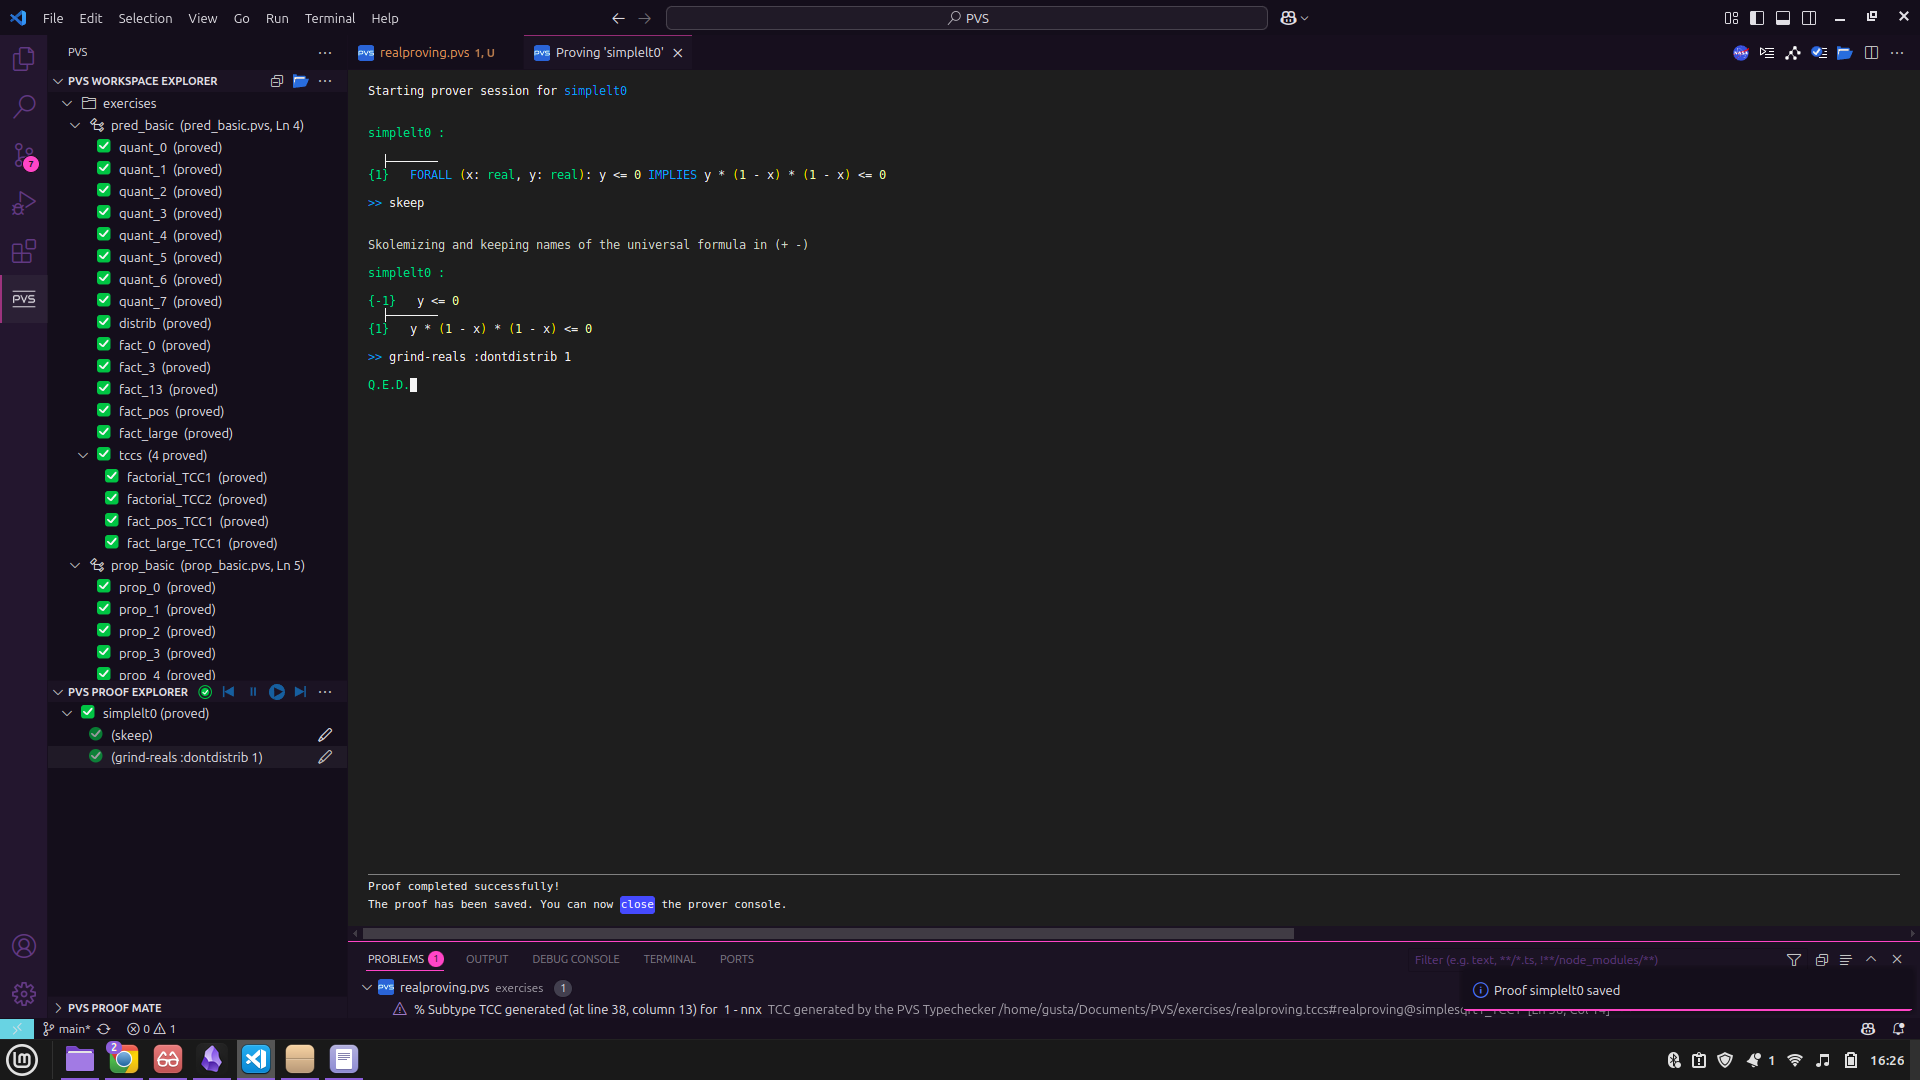 File Edit Selection View Go Run Terminal Help
PVS
PVS
realproving.pvs 1, U
Proving 'simplelt0'
PVS WORKSPACE EXPLORER
exercises
pred_basic (pred_basic.pvs, Ln 4)
quant_0 (proved)
quant_1 (proved)
quant_2 (proved)
quant_3 (proved)
quant_4 (proved)
quant_5 (proved)
quant_6 (proved)
quant_7 (proved)
distrib (proved)
fact_0 (proved)
fact_3 (proved)
fact_13 (proved)
fact_pos (proved)
fact_large (proved)
tccs (4 proved)
factorial_TCC1 (proved)
factorial_TCC2 (proved)
fact_pos_TCC1 (proved)
fact_large_TCC1 (proved)
prop_basic (prop_basic.pvs, Ln 5)
prop_0 (proved)
prop_1 (proved)
prop_2 (proved)
prop_3 (proved)
prop_4 (proved)
PVS PROOF EXPLORER
simplelt0 (proved)
(skeep)
(grind-reals :dontdistrib 1)
PVS PROOF MATE
7
PVS
Starting prover session for simplelt0
simplelt0 :
{1} FORALL (x: real, y: real): y <= 0 IMPLIES y * (1 - x) * (1 - x) <= 0
>> skeep
Skolemizing and keeping names of the universal formula in (+ -)
simplelt0 :
{-1} y <= 0
{1} y * (1 - x) * (1 - x) <= 0
>> grind-reals :dontdistrib 1
Q.E.D.
Proof completed successfully!
The proof has been saved. You can now close the prover console.
PROBLEMS 1 OUTPUT DEBUG CONSOLE TERMINAL PORTS
Filter (e.g. text, **/*.ts, !**/node_modules/**)
realproving.pvs exercises 1
% Subtype TCC generated (at line 38, column 13) for 1 - nnx TCC generated by the PVS Typechecker /home/gusta/Documents/PVS/exercises/realproving.tccs#realproving@simplesq
Proof simplelt0 saved
main* 0 1
2
1 16:26